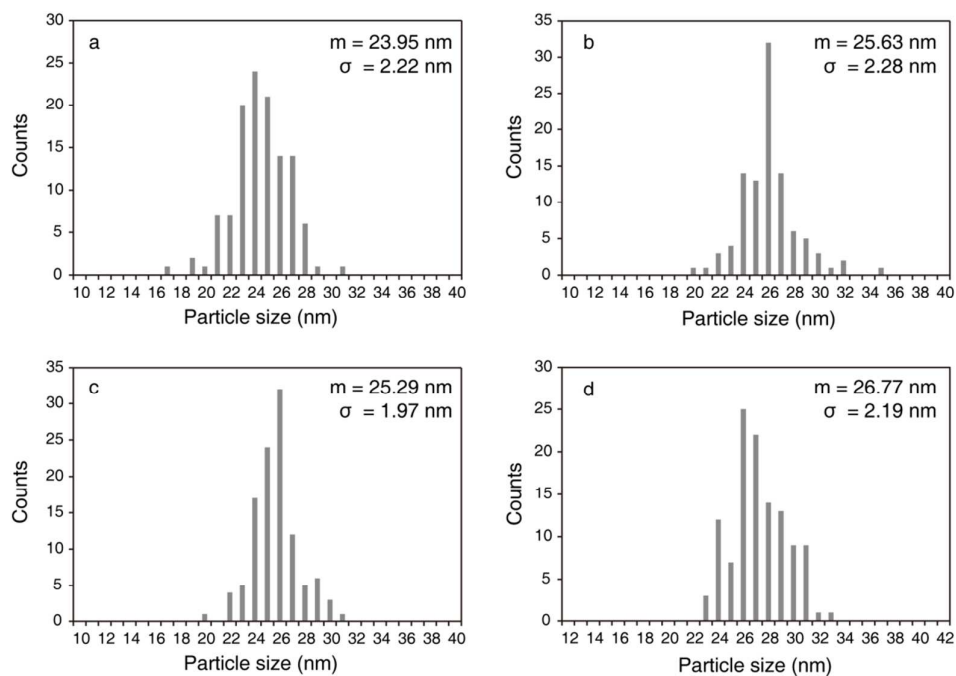 a
m = 23.95 nm
σ = 2.22 nm
30
25
20
15
10
5
0
Counts
10 12 14 16 18 20 22 24 26 28 30 32 34 36 38 40
Particle size (nm)
b
m = 25.63 nm
σ = 2.28 nm
35
30
25
20
15
10
5
0
Counts
10 12 14 16 18 20 22 24 26 28 30 32 34 36 38 40
Particle size (nm)
c
m = 25.29 nm
σ = 1.97 nm
35
30
25
20
15
10
5
0
Counts
10 12 14 16 18 20 22 24 26 28 30 32 34 36 38 40
Particle size (nm)
d
m = 26.77 nm
σ = 2.19 nm
30
25
20
15
10
5
0
Counts
12 14 16 18 20 22 24 26 28 30 32 34 36 38 40 42
Particle size (nm)